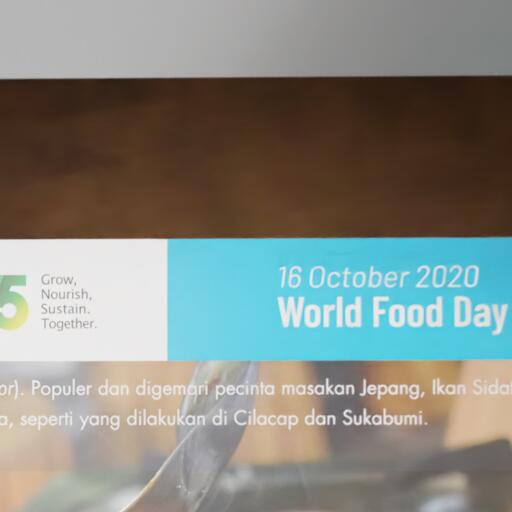 5
Grow,
Nourish,
Sustain.
Together.
16 October 2020
World Food Day
or). Populer dan digemari pecinta masakan Jepang, Ikan Sidat
a, seperti yang dilakukan di Cilacap dan Sukabumi.